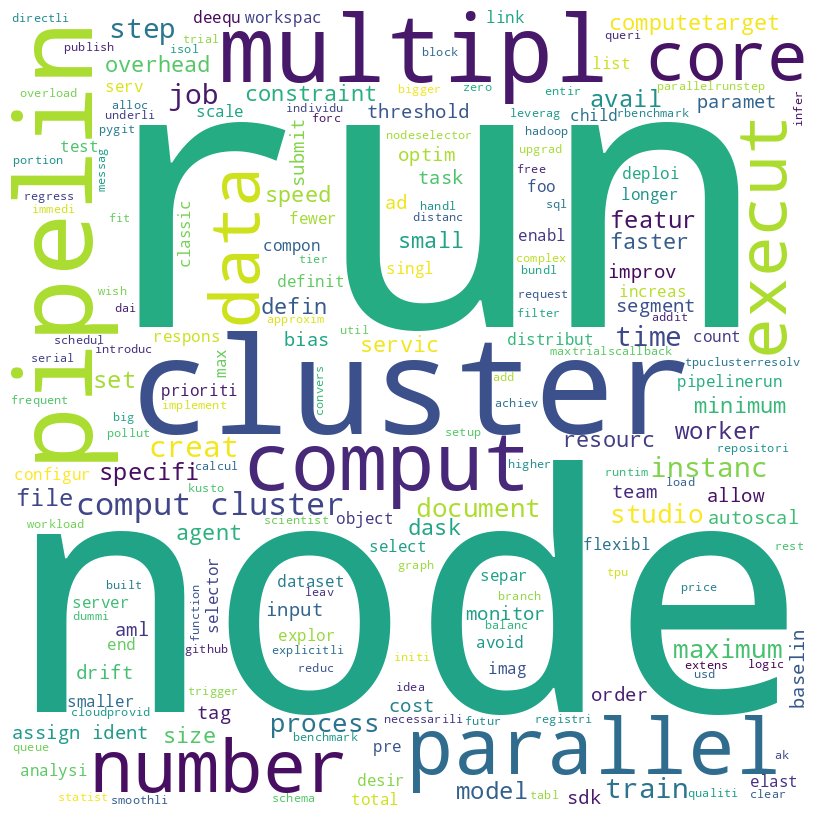 directli
deequ
workspac
link
step
multipl
computetarget
queri
publish
isol
trial
block
core
overhead
list
overload
serv
bigger
zero
entir
parallelrunstep
job
constraint
avail
paramet
alloc
underli
individu
forc
leverag
hadoop
child
rbenchmark
infer
scale
threshold
pygit
test
nodeselector
upgrad
pipelin
run
execut
messag
submit
optim
portion
task
free
foo
deploi
regress
immedi
data
speed
ad
handl
distanc
sql
longer
fit
classic
fewer
featur
small
enabl
faster
wish
tier
compon
complex
singl
bundl
improv
dai
definit
request
increas
segment
approxim
defin
filter
addit
schedul
introduc
respons
util
bias
servic
distribut
time
count
serial
max
maxtrialscallback
tpuclusterresolv
set
prioriti
convers
cluster
add
pipelinerun
frequent
big
implement
achiev
minimum
pollut
creat
setup
resourc
worker
repositori
configur
specifi
calcul
comput
higher
runtim
load
instanc
file
kusto
team
allow
comput cluster
object
document
studio
autoscal
workload
agent
scientist
dask
flexibl
select
rest
graph
tpu
price
node
built
function
selector
dataset
separ
server
leav
branch
dummi
input
monitor
balanc
aml
end
github
explor
explicitli
avoid
maximum
drift
reduc
initi
imag
extens
logic
usd
baselin
smaller
trigger
idea
cost
order
cloudprovid
tag
necessarili
futur
registri
assign ident
size
process
benchmark
queue
number
pre
parallel
ak
analysi
desir
model
train
qualiti
elast
clear
statist
smoothli
schema
total
tabl
sdk